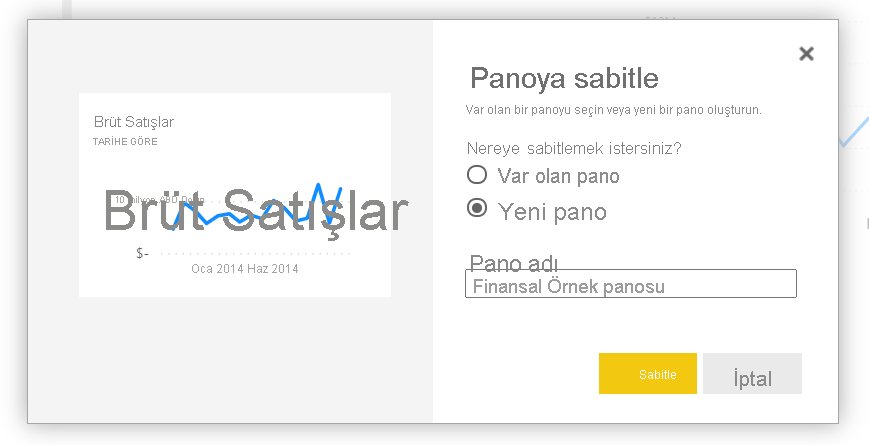 Brüt Satışlar
TARİHE GÖRE
10 milyon ABD Doları
Brüt Satışlar
$-
Oca 2014 Haz 2014
Panoya sabitle
Var olan bir panoyu seçin veya yeni bir pano oluşturun.
Nereye sabitlemek istersiniz?
Var olan pano
Yeni pano
Pano adı
Finansal Örnek panosu
Sabitle
İptal